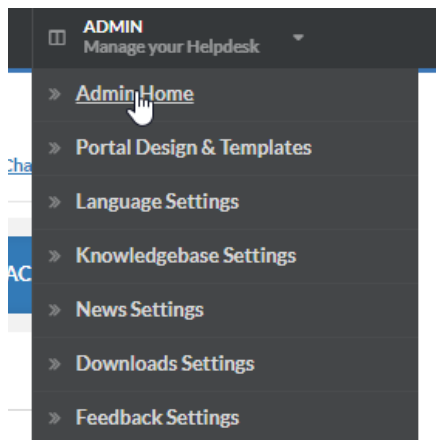 ADMIN
Manage your Helpdesk
Admin Home
Portal Design & Templates
Language Settings
Knowledgebase Settings
News Settings
Downloads Settings
Feedback Settings